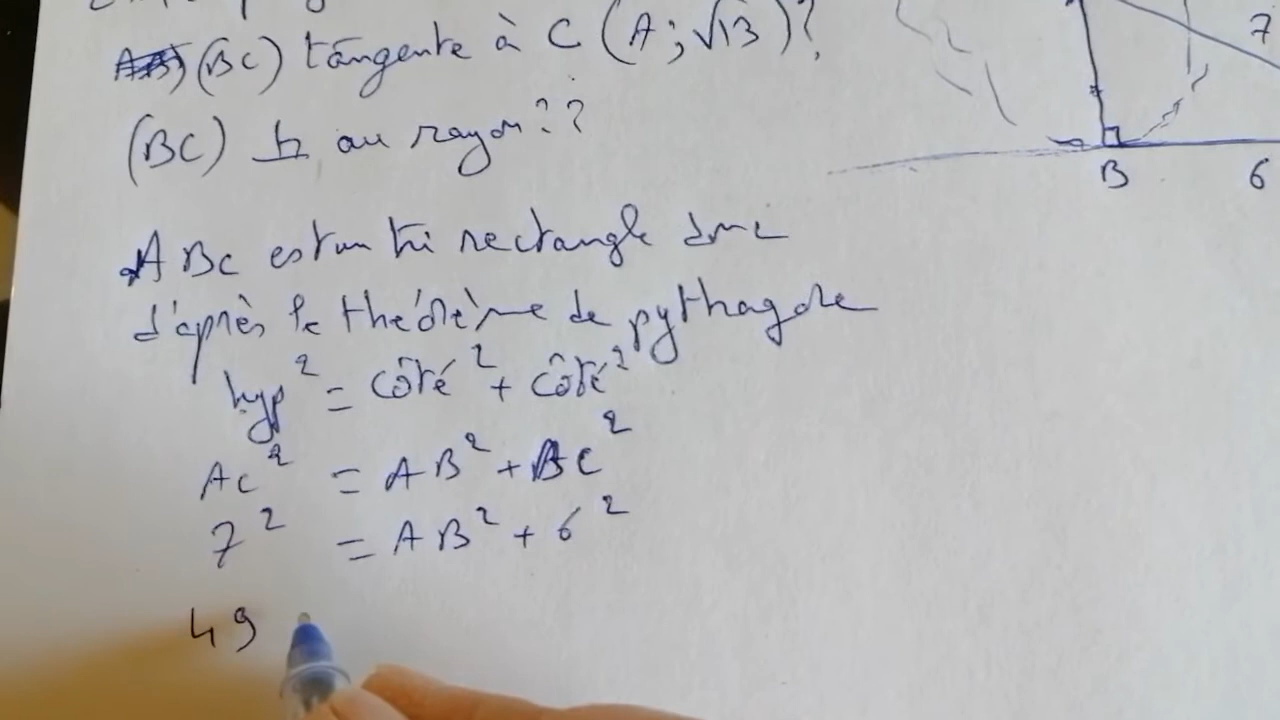 (BC) tangente à C (A; √13)?
(BC) ⊥ au rayon??
ABC est un tri rectangle donc
d'après le théorème de pythagore
hyp² = côté² + côté²
AC² = AB² + BC²
7² = AB² + 6²
49
7
B
6